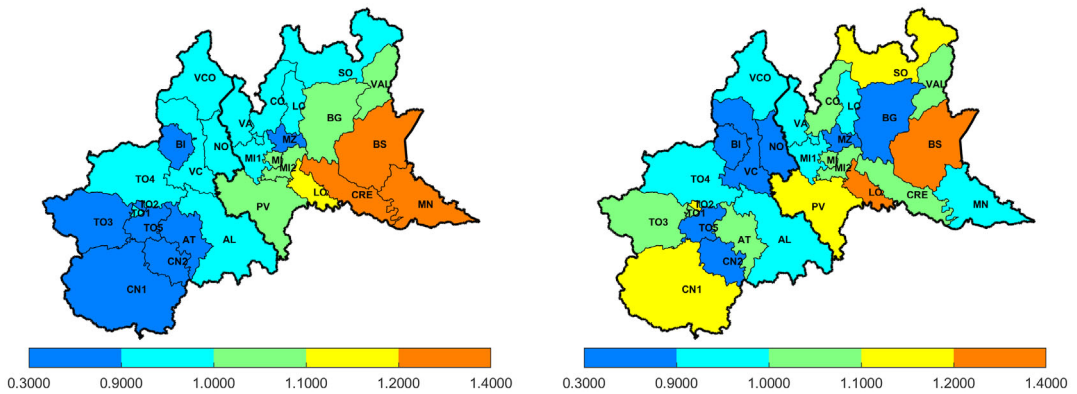 VCO
SO
VAL
CO
LC
BG
VA
BI
NO
MZ
BS
MI1
MI
MI2
VC
TO4
LO
CRE
MN
PV
TO2
TO1
TO3
TO5
AT
AL
CN2
CN1
0.3000 0.9000 1.0000 1.1000 1.2000 1.4000
VCO
SO
VAL
CO
LC
BG
VA
BI
NO
MZ
BS
MI1
MI
MI2
VC
TO4
LO
CRE
MN
PV
TO2
TO1
TO3
TO5
AT
AL
CN2
CN1
0.3000 0.9000 1.0000 1.1000 1.2000 1.4000